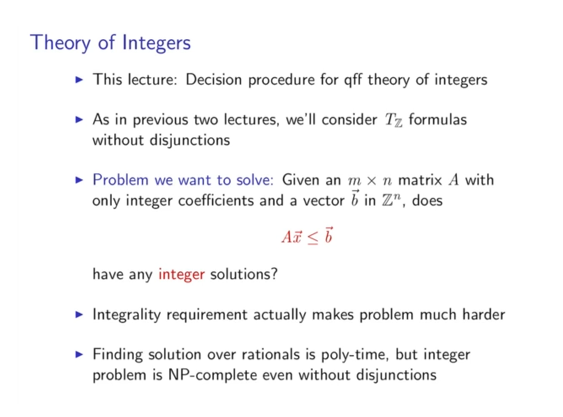 Theory of Integers
▶ This lecture: Decision procedure for qff theory of integers
▶ As in previous two lectures, we'll consider $T_{\mathbb{Z}}$ formulas
without disjunctions
▶ Problem we want to solve: Given an $m \times n$ matrix $A$ with
only integer coefficients and a vector $\vec{b}$ in $\mathbb{Z}^n$, does
$A\vec{x} \leq \vec{b}$
have any integer solutions?
▶ Integrality requirement actually makes problem much harder
▶ Finding solution over rationals is poly-time, but integer
problem is NP-complete even without disjunctions